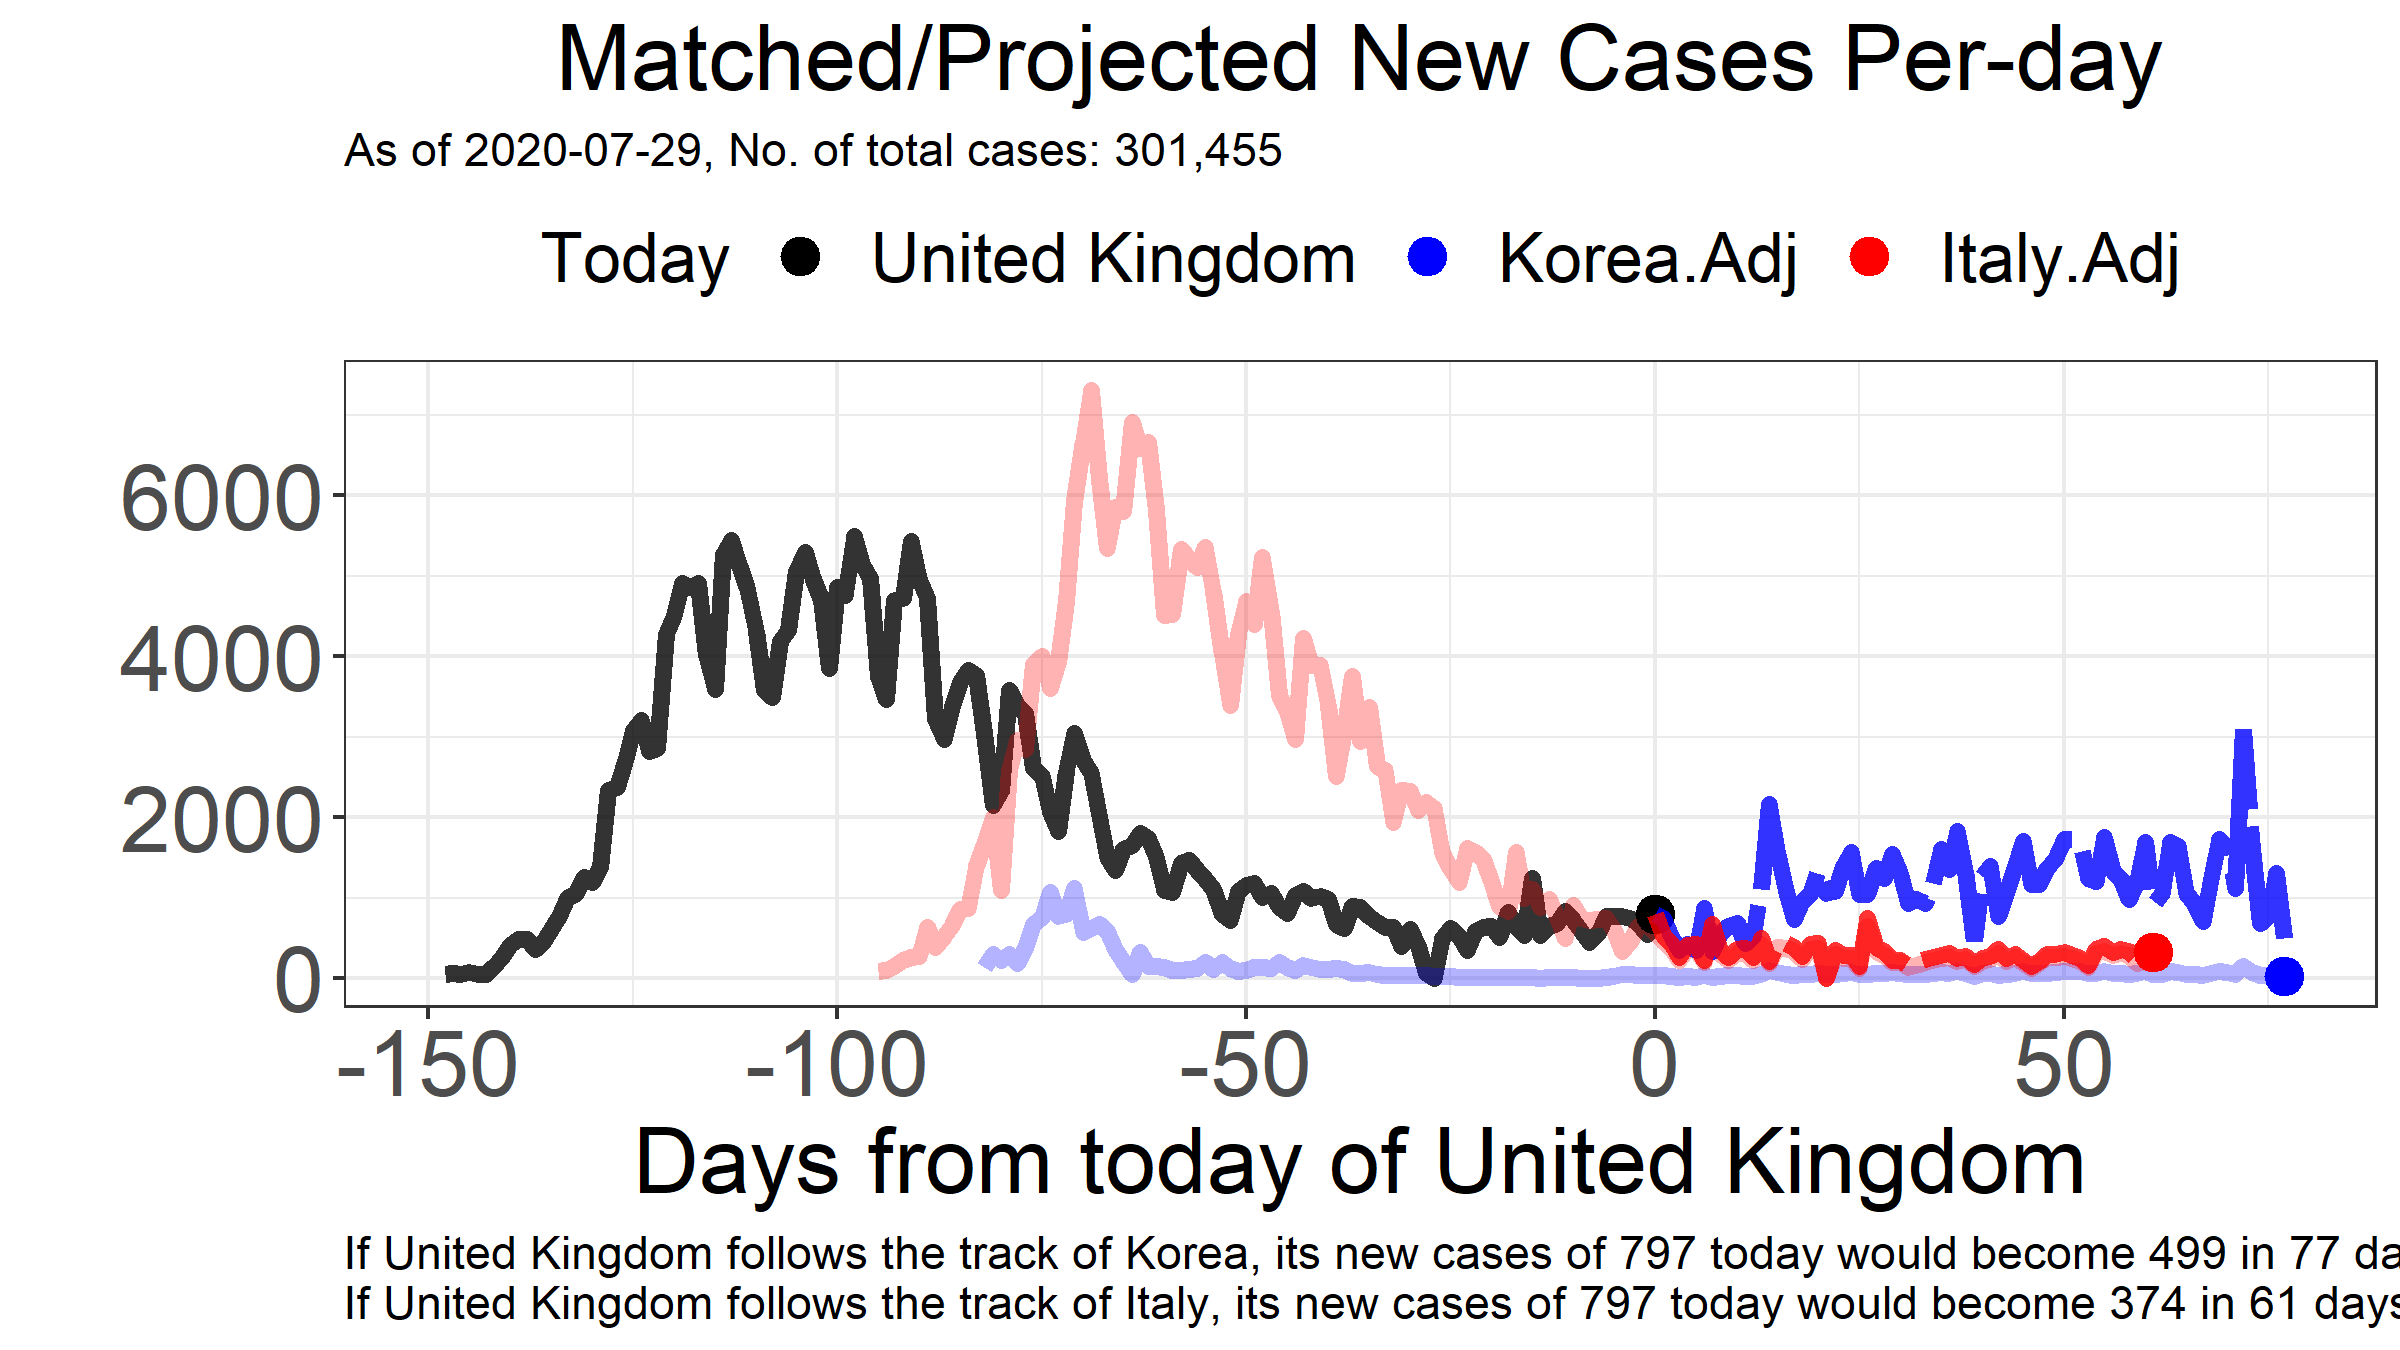 Matched/Projected New Cases Per-day
As of 2020-07-29, No. of total cases: 301,455
Today United Kingdom Korea.Adj Italy.Adj
6000
4000
2000
0
-150 -100 -50 0 50
Days from today of United Kingdom
If United Kingdom follows the track of Korea, its new cases of 797 today would become 499 in 77 da
If United Kingdom follows the track of Italy, its new cases of 797 today would become 374 in 61 days